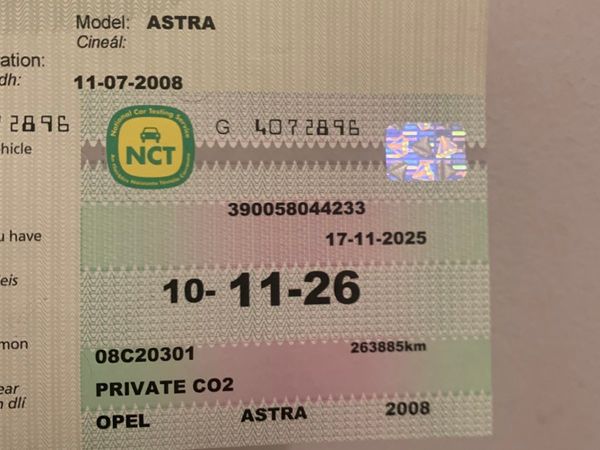 Model: ASTRA
Cineál:
ation:
dh:
11-07-2008
2896
National Car Testing Service
NCT
G 4072896
hicle
390058044233
u have
17-11-2025
eis
10-11-26
mon
08C20301
263885km
ear
PRIVATE CO2
n dlí
OPEL ASTRA 2008